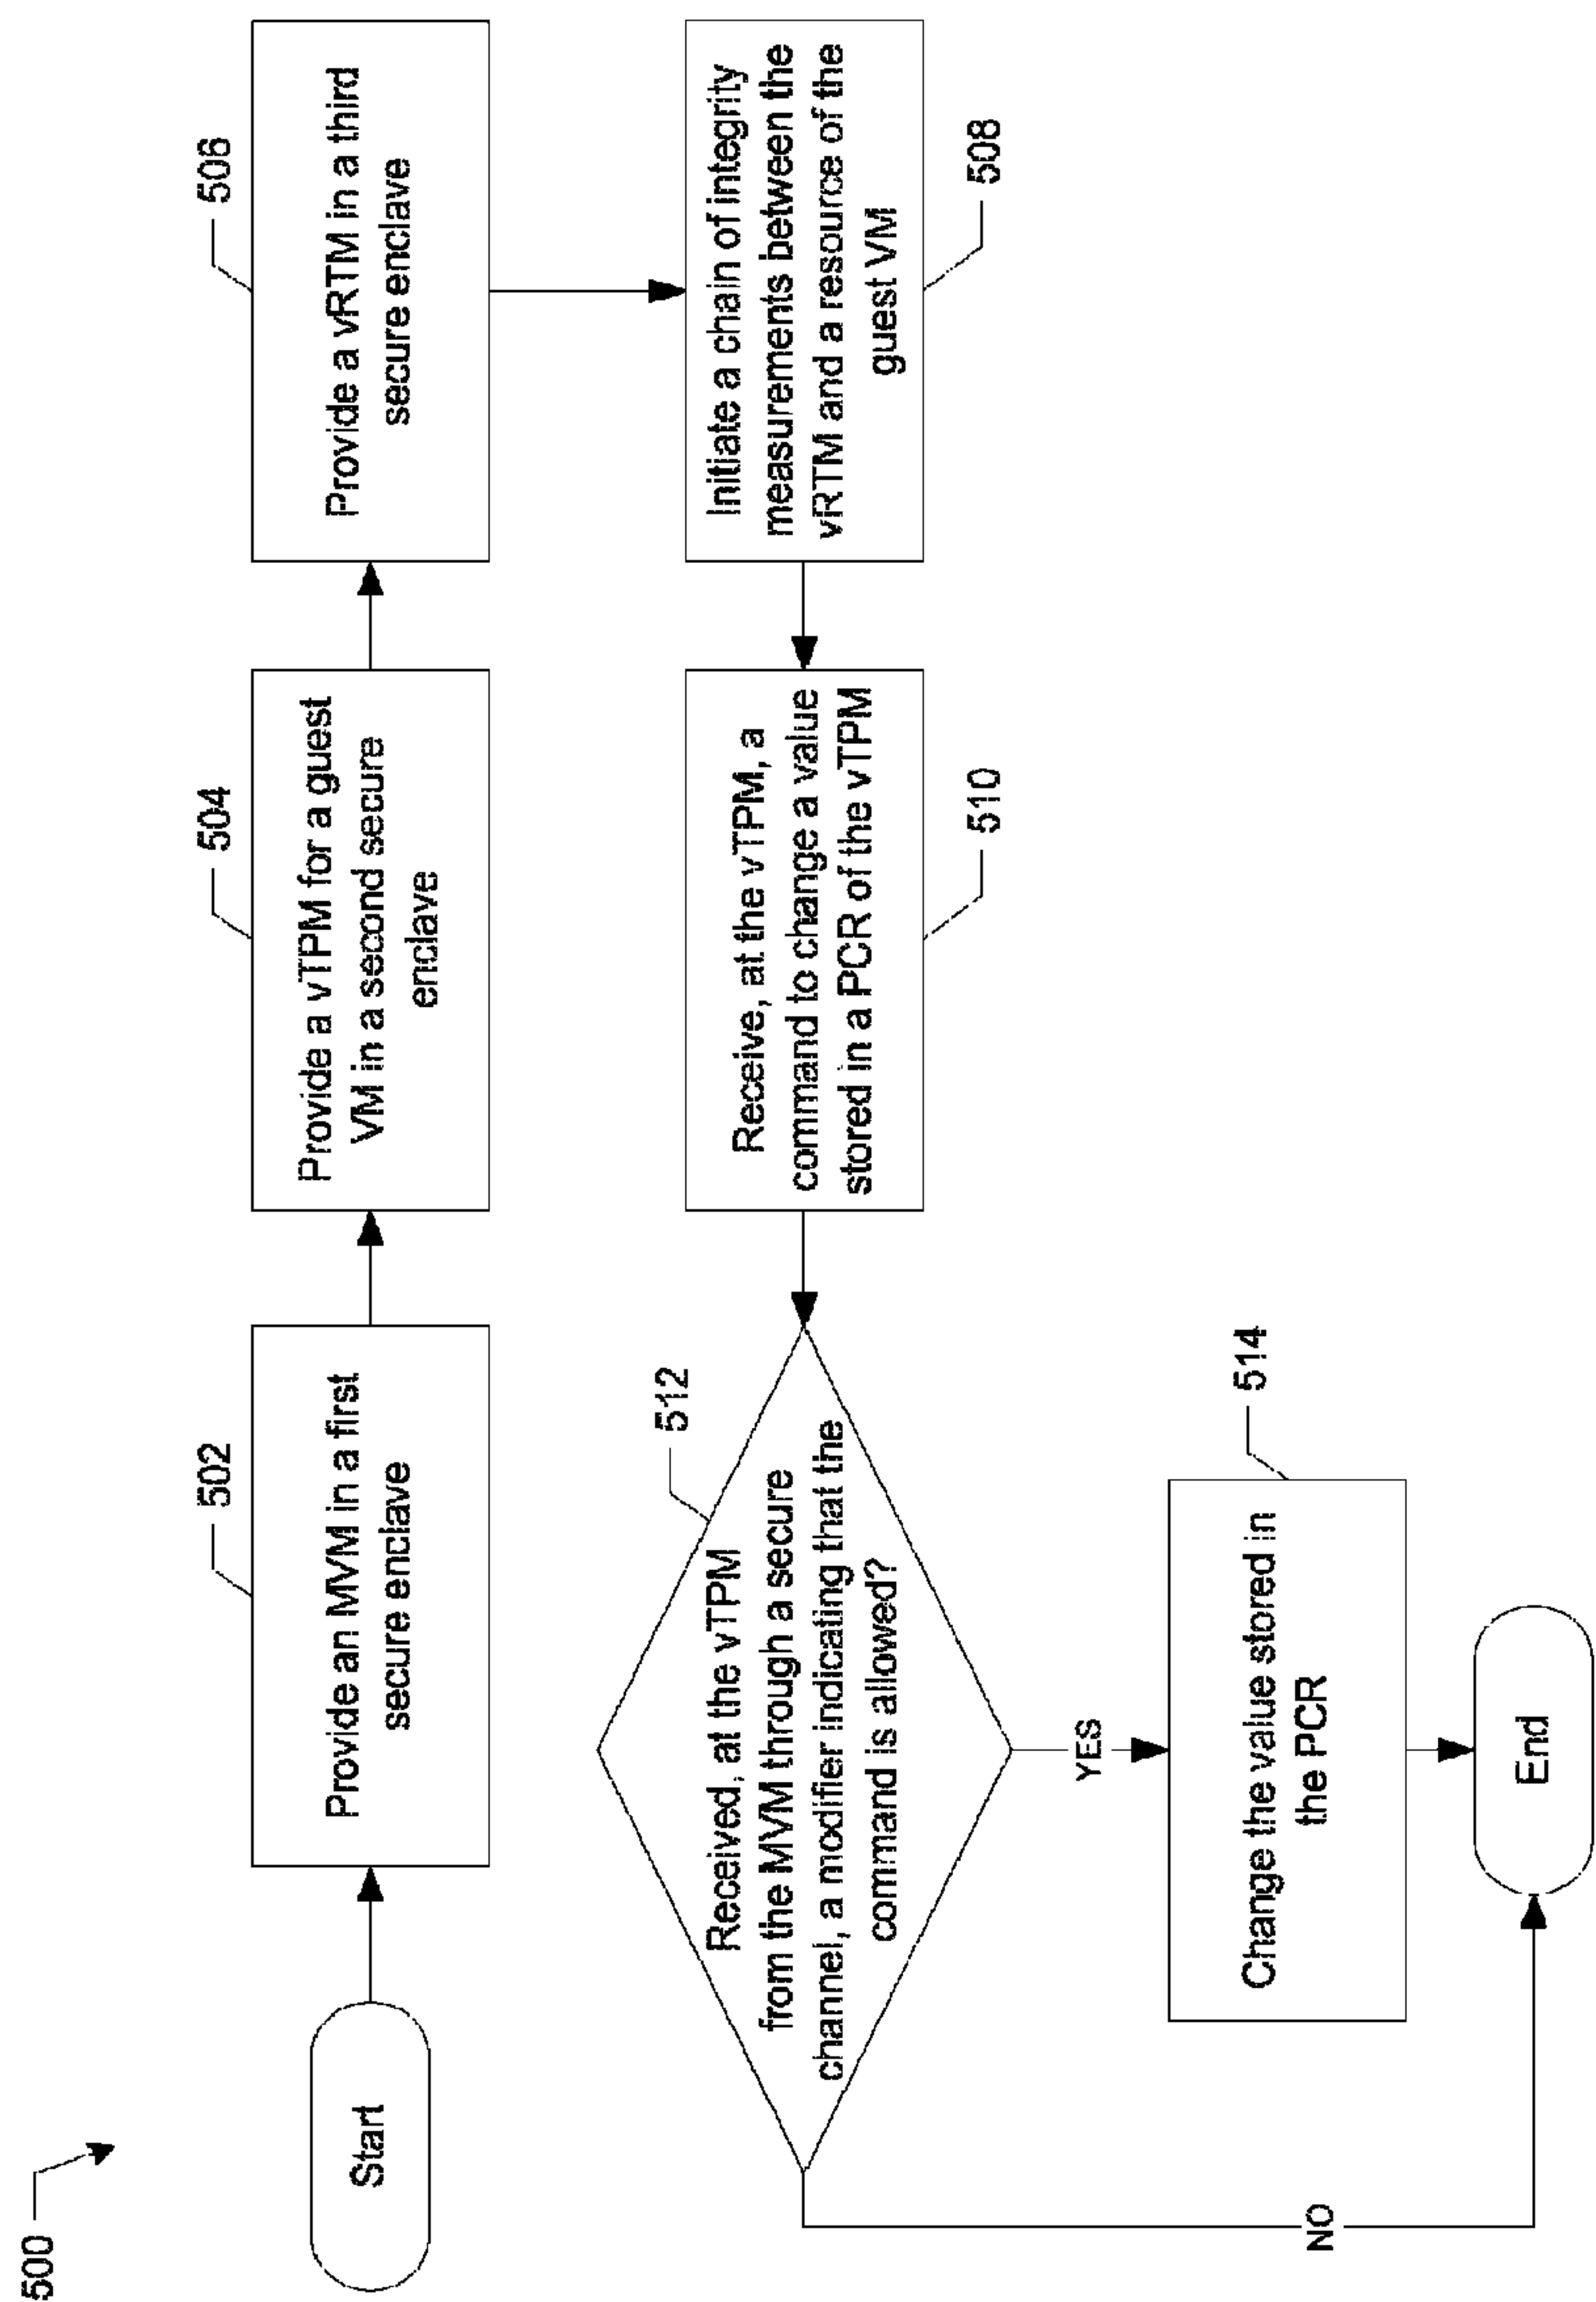 500
Start
502
Provide an MVM in a first
secure enclave
504
Provide a vTPM for a guest
VM in a second secure
enclave
506
Provide a vRTM in a third
secure enclave
Initiate a chain of integrity
measurements between the
vRTM and a resource of the
guest VM
508
Receive, at the vTPM, a
command to change a value
stored in a PCR of the vTPM
510
512
Received, at the vTPM
from the MVM through a secure
channel, a modifier indicating that the
command is allowed?
YES
NO
514
Change the value stored in
the PCR
End